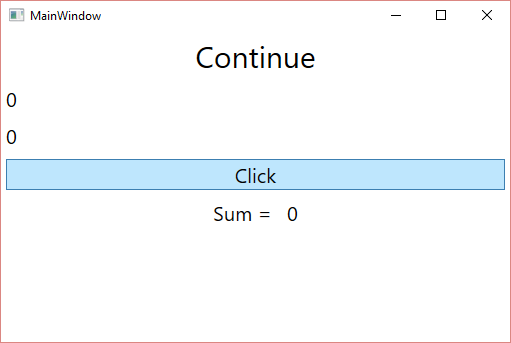 MainWindow
Continue
0
0
Click
Sum = 0